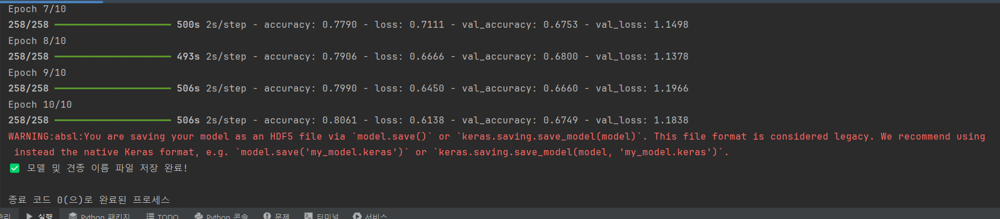 Epoch 7/10
258/258 ━━━━━━━━━━━━━━━━━━━━ 500s 2s/step - accuracy: 0.7790 - loss: 0.7111 - val_accuracy: 0.6753 - val_loss: 1.1498
Epoch 8/10
258/258 ━━━━━━━━━━━━━━━━━━━━ 493s 2s/step - accuracy: 0.7906 - loss: 0.6666 - val_accuracy: 0.6800 - val_loss: 1.1378
Epoch 9/10
258/258 ━━━━━━━━━━━━━━━━━━━━ 506s 2s/step - accuracy: 0.7990 - loss: 0.6450 - val_accuracy: 0.6660 - val_loss: 1.1966
Epoch 10/10
258/258 ━━━━━━━━━━━━━━━━━━━━ 506s 2s/step - accuracy: 0.8061 - loss: 0.6138 - val_accuracy: 0.6749 - val_loss: 1.1838
WARNING:absl:You are saving your model as an HDF5 file via `model.save()` or `keras.saving.save_model(model)`. This file format is considered legacy. We recommend using
instead the native Keras format, e.g. `model.save('my_model.keras')` or `keras.saving.save_model(model, 'my_model.keras')`.
✅ 모델 및 견종 이름 파일 저장 완료!
종료 코드 0(으)로 완료된 프로세스
관리 실행 Python 패키지 TODO Python 콘솔 문제 터미널 서비스